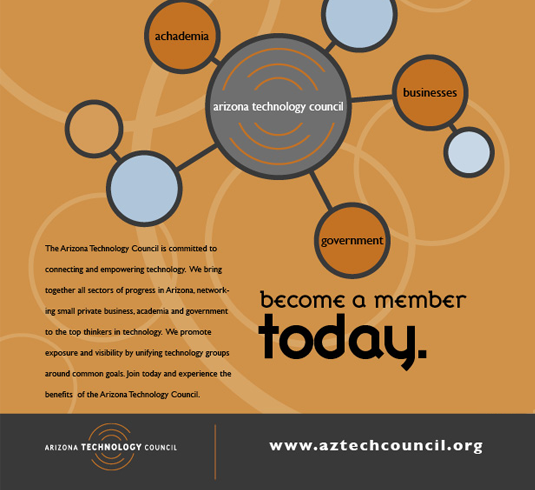 achademia
businesses
arizona technology council
government
The Arizona Technology Council is committed to
connecting and empowering technology. We bring
together all sectors of progress in Arizona, network-
ing small private business, academia and government
to the top thinkers in technology. We promote
exposure and visibility by unifying technology groups
around common goals. Join today and experience the
benefits of the Arizona Technology Council.
become a member
today.
ARIZONA TECHNOLOGY COUNCIL
www.aztechcouncil.org